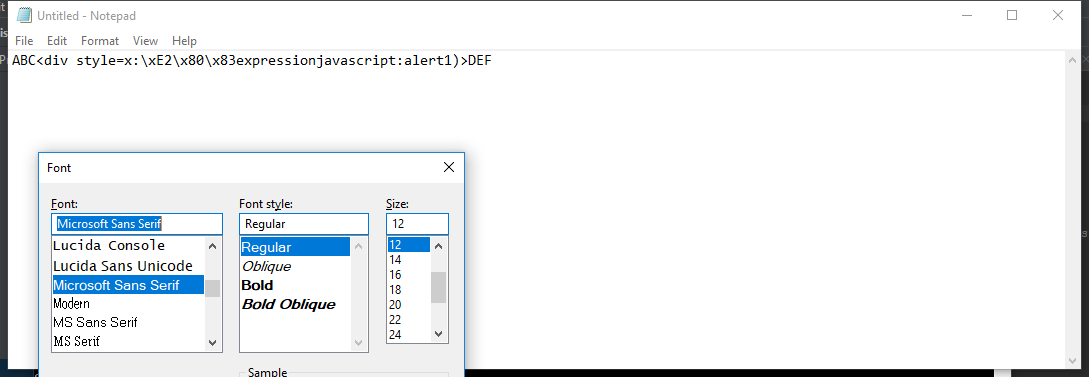 Untitled - Notepad
File Edit Format View Help
ABC<div style=x:\xE2\x80\x83expressionjavascript:alert1)>DEF
Font
Font: Font style: Size:
Microsoft Sans Serif Regular 12
Lucida Console Regular 12
Lucida Sans Unicode Oblique 14
Microsoft Sans Serif Bold 16
Modern Bold Oblique 18
MS Sans Serif 20
MS Serif 22
24
Sample